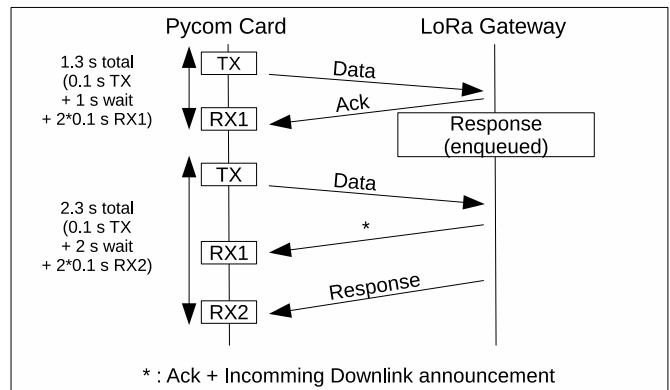 Pycom Card
LoRa Gateway
1.3 s total
(0.1 s TX
+ 1 s wait
+ 2*0.1 s RX1)
TX
Data
Ack
RX1
Response
(enqueued)
TX
Data
2.3 s total
(0.1 s TX
+ 2 s wait
+ 2*0.1 s RX2)
*
RX1
Response
RX2
* : Ack + Incomming Downlink announcement